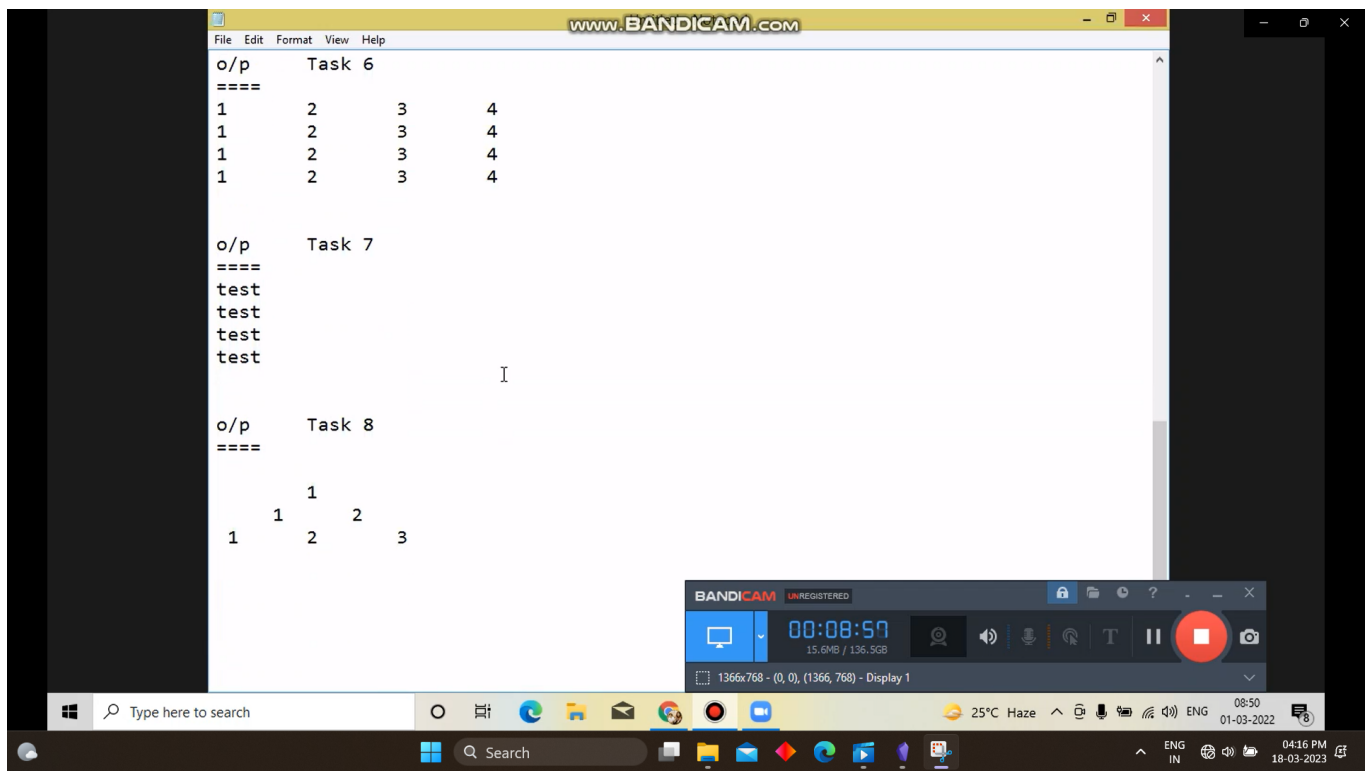 www.BANDICAM.com
File Edit Format View Help
o/p Task 6
====
1 2 3 4
1 2 3 4
1 2 3 4
1 2 3 4
o/p Task 7
====
test
test
test
test
o/p Task 8
====
1
1 2
1 2 3
BANDICAM UNREGISTERED
00:08:57
15.6MB / 136.5GB
1366x768 - (0, 0), (1366, 768) - Display 1
Type here to search
25°C Haze
ENG
08:50
01-03-2022
8
Search
ENG
IN
04:16 PM
18-03-2023